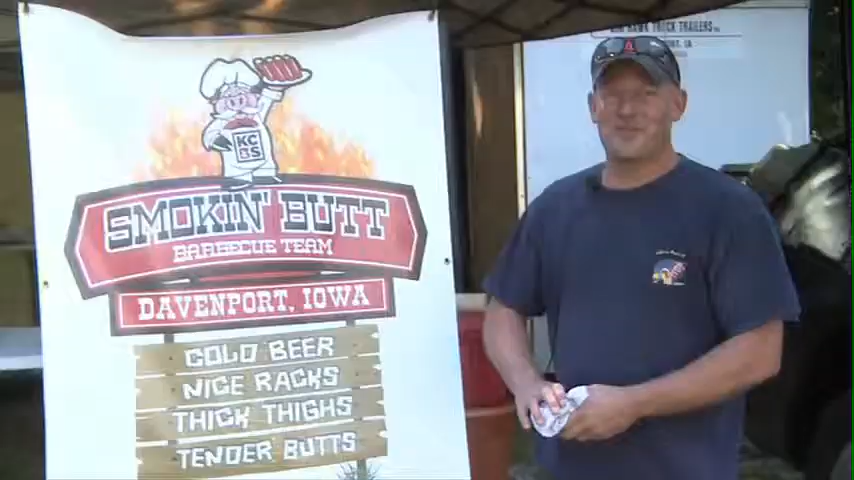 TRUCK TRAILERS
KC
BS
SMOKIN' BUTT
BARBECUE TEAM
DAVENPORT, IOWA
COLD BEER
NICE RACKS
THICK THIGHS
TENDER BUTTS